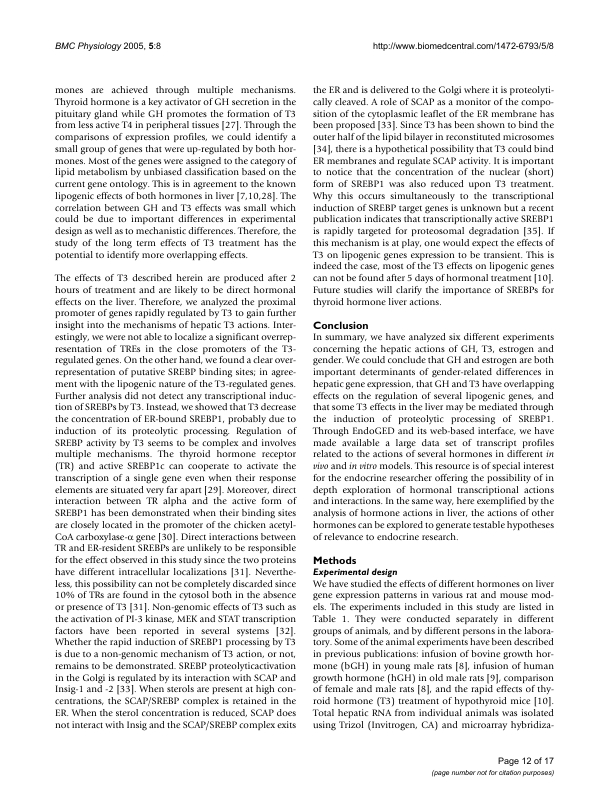 BMC Physiology 2005, 5:8
http://www.biomedcentral.com/1472-6793/5/8
mones are achieved through multiple mechanisms.
Thyroid hormone is a key activator of GH secretion in the
pituitary gland while GH promotes the formation of T3
from less active T4 in peripheral tissues [27]. Through the
comparisons of expression profiles, we could identify a
small group of genes that were up-regulated by both hor-
mones. Most of the genes were assigned to the category of
lipid metabolism by unbiased classification based on the
current gene ontology. This is in agreement to the known
lipogenic effects of both hormones in liver [7,10,28]. The
correlation between GH and T3 effects was small which
could be due to important differences in experimental
design as well as to mechanistic differences. Therefore, the
study of the long term effects of T3 treatment has the
potential to identify more overlapping effects.
The effects of T3 described herein are produced after 2
hours of treatment and are likely to be direct hormonal
effects on the liver. Therefore, we analyzed the proximal
promoter of genes rapidly regulated by T3 to gain further
insight into the mechanisms of hepatic T3 actions. Inter-
estingly, we were not able to localize a significant overrep-
resentation of TREs in the close promoters of the T3-
regulated genes. On the other hand, we found a clear over-
representation of putative SREBP binding sites; in agree-
ment with the lipogenic nature of the T3-regulated genes.
Further analysis did not detect any transcriptional induc-
tion of SREBPs by T3. Instead, we showed that T3 decrease
the concentration of ER-bound SREBP1, probably due to
induction of its proteolytic processing. Regulation of
SREBP activity by T3 seems to be complex and involves
multiple mechanisms. The thyroid hormone receptor
(TR) and active SREBP1c can cooperate to activate the
transcription of a single gene even when their response
elements are situated very far apart [29]. Moreover, direct
interaction between TR alpha and the active form of
SREBP1 has been demonstrated when their binding sites
are closely located in the promoter of the chicken acetyl-
CoA carboxylase-α gene [30]. Direct interactions between
TR and ER-resident SREBPs are unlikely to be responsible
for the effect observed in this study since the two proteins
have different intracellular localizations [31]. Neverthe-
less, this possibility can not be completely discarded since
10% of TRs are found in the cytosol both in the absence
or presence of T3 [31]. Non-genomic effects of T3 such as
the activation of PI-3 kinase, MEK and STAT transcription
factors have been reported in several systems [32].
Whether the rapid induction of SREBP1 processing by T3
is due to a non-genomic mechanism of T3 action, or not,
remains to be demonstrated. SREBP proteolyticactivation
in the Golgi is regulated by its interaction with SCAP and
Insig-1 and -2 [33]. When sterols are present at high con-
centrations, the SCAP/SREBP complex is retained in the
ER. When the sterol concentration is reduced, SCAP does
not interact with Insig and the SCAP/SREBP complex exits
the ER and is delivered to the Golgi where it is proteolyti-
cally cleaved. A role of SCAP as a monitor of the compo-
sition of the cytoplasmic leaflet of the ER membrane has
been proposed [33]. Since T3 has been shown to bind the
outer half of the lipid bilayer in reconstituted microsomes
[34], there is a hypothetical possibility that T3 could bind
ER membranes and regulate SCAP activity. It is important
to notice that the concentration of the nuclear (short)
form of SREBP1 was also reduced upon T3 treatment.
Why this occurs simultaneously to the transcriptional
induction of SREBP target genes is unknown but a recent
publication indicates that transcriptionally active SREBP1
is rapidly targeted for proteosomal degradation [35]. If
this mechanism is at play, one would expect the effects of
T3 on lipogenic genes expression to be transient. This is
indeed the case, most of the T3 effects on lipogenic genes
can not be found after 5 days of hormonal treatment [10].
Future studies will clarify the importance of SREBPs for
thyroid hormone liver actions.
Conclusion
In summary, we have analyzed six different experiments
concerning the hepatic actions of GH, T3, estrogen and
gender. We could conclude that GH and estrogen are both
important determinants of gender-related differences in
hepatic gene expression, that GH and T3 have overlapping
effects on the regulation of several lipogenic genes, and
that some T3 effects in the liver may be mediated through
the induction of proteolytic processing of SREBP1.
Through EndoGED and its web-based interface, we have
made available a large data set of transcript profiles
related to the actions of several hormones in different in
vivo and in vitro models. This resource is of special interest
for the endocrine researcher offering the possibility of in
depth exploration of hormonal transcriptional actions
and interactions. In the same way, here exemplified by the
analysis of hormone actions in liver, the actions of other
hormones can be explored to generate testable hypotheses
of relevance to endocrine research.
Methods
Experimental design
We have studied the effects of different hormones on liver
gene expression patterns in various rat and mouse mod-
els. The experiments included in this study are listed in
Table 1. They were conducted separately in different
groups of animals, and by different persons in the labora-
tory. Some of the animal experiments have been described
in previous publications: infusion of bovine growth hor-
mone (bGH) in young male rats [8], infusion of human
growth hormone (hGH) in old male rats [9], comparison
of female and male rats [8], and the rapid effects of thy-
roid hormone (T3) treatment of hypothyroid mice [10].
Total hepatic RNA from individual animals was isolated
using Trizol (Invitrogen, CA) and microarray hybridiza-
Page 12 of 17
(page number not for citation purposes)